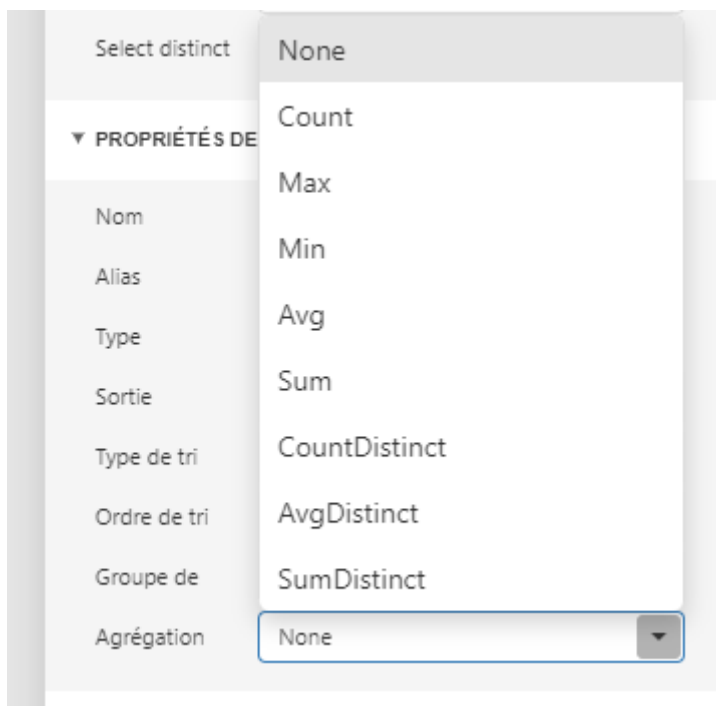 Select distinct
None
Count
PROPRIÉTÉS DE
Max
Nom
Min
Alias
Avg
Type
Sum
Sortie
CountDistinct
Type de tri
AvgDistinct
Ordre de tri
SumDistinct
Groupe de
Agrégation
None